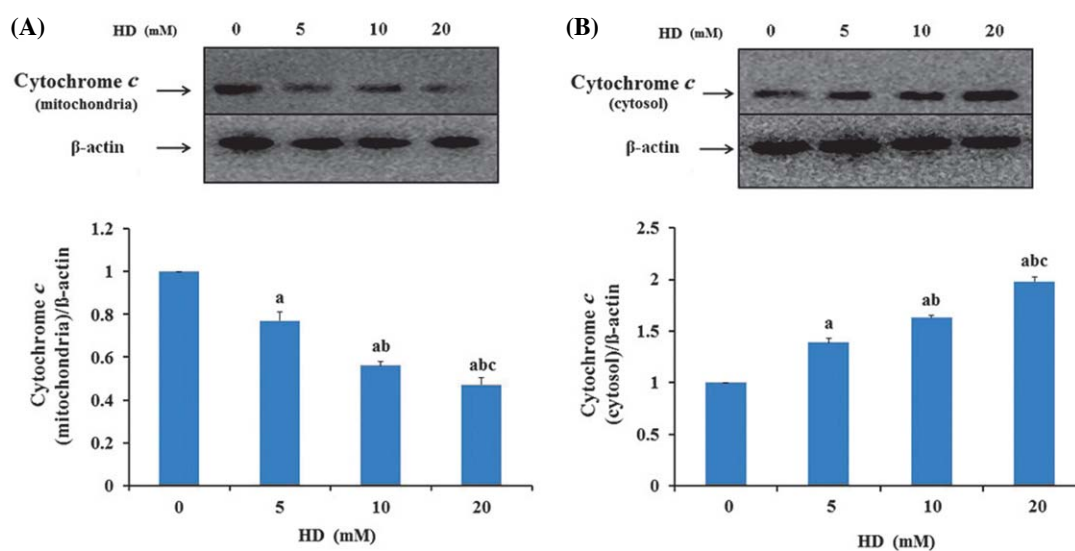 (A)
HD (mM) 0 5 10 20
Cytochrome c
(mitochondria)
β-actin
1.2
1
0.8
0.6
0.4
0.2
0
Cytochrome c
(mitochondria)/ß-actin
a
ab
abc
0 5 10 20
HD (mM)
(B)
HD (mM) 0 5 10 20
Cytochrome c
(cytosol)
β-actin
2.5
2
1.5
1
0.5
0
Cytochrome c
(cytosol)/ß-actin
a
ab
abc
0 5 10 20
HD (mM)